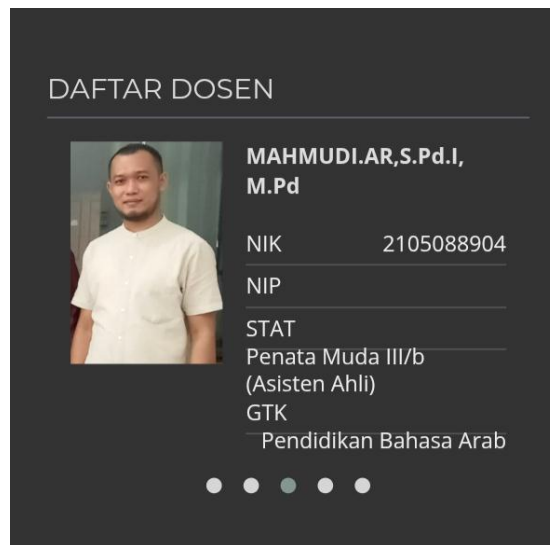 DAFTAR DOSEN
MAHMUDI.AR,S.Pd.I,
M.Pd
NIK 2105088904
NIP
STAT
Penata Muda III/b
(Asisten Ahli)
GTK
Pendidikan Bahasa Arab